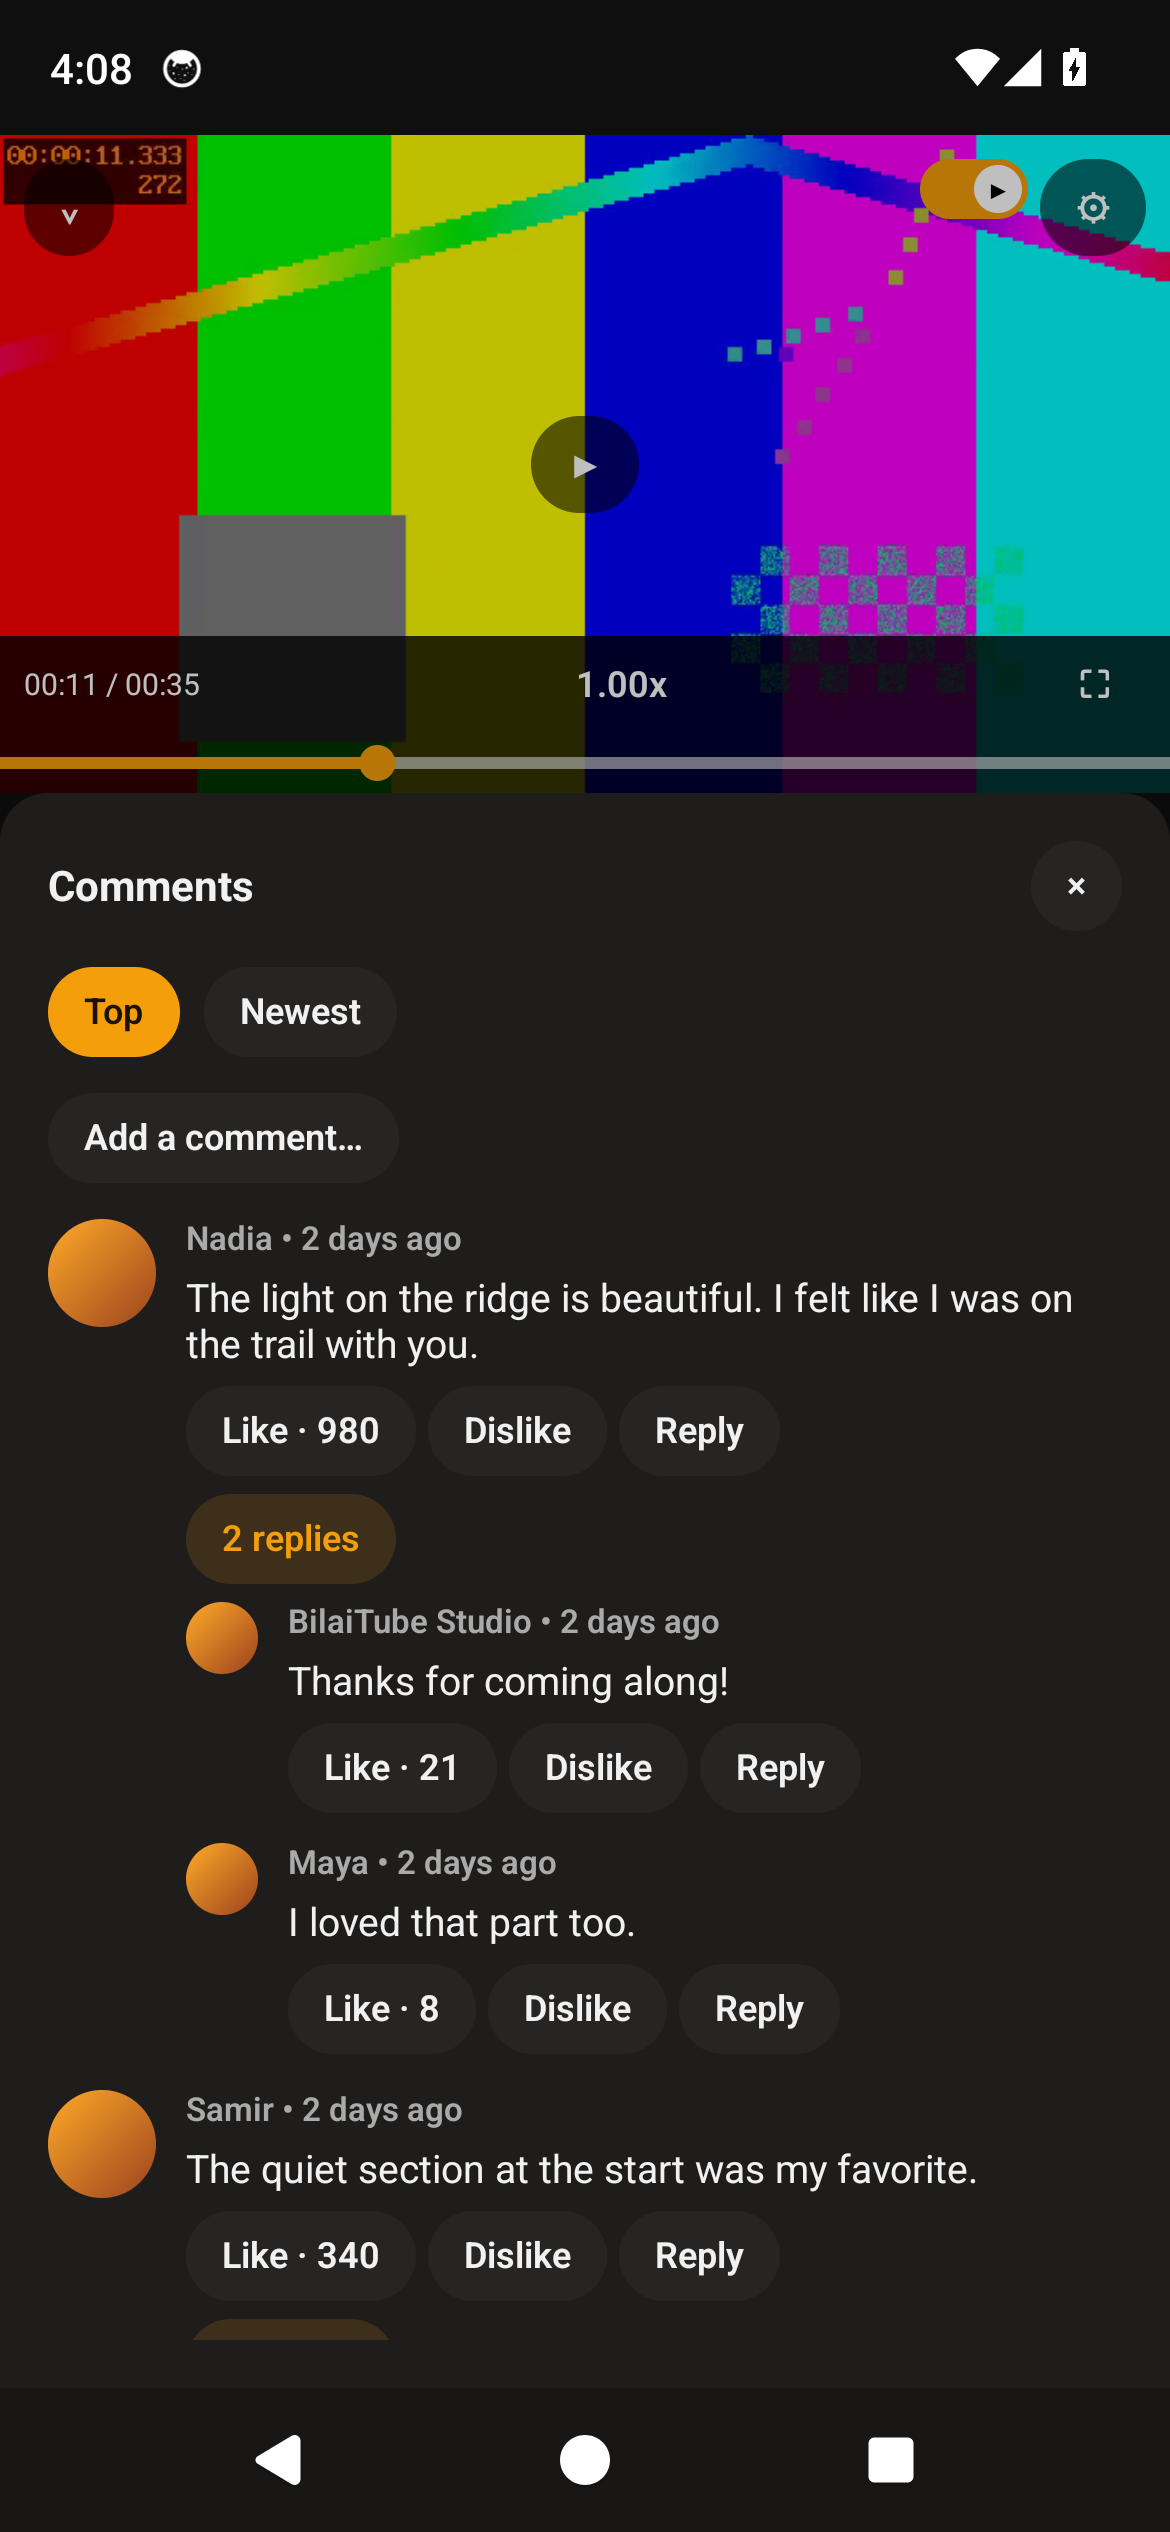 4:08
00:00:11.333
272
00:11 / 00:35
1.00x
Comments
Top
Newest
Add a comment...
Nadia • 2 days ago
The light on the ridge is beautiful. I felt like I was on
the trail with you.
Like · 980
Dislike
Reply
2 replies
BilaiTube Studio • 2 days ago
Thanks for coming along!
Like · 21
Dislike
Reply
Maya • 2 days ago
I loved that part too.
Like · 8
Dislike
Reply
Samir • 2 days ago
The quiet section at the start was my favorite.
Like · 340
Dislike
Reply